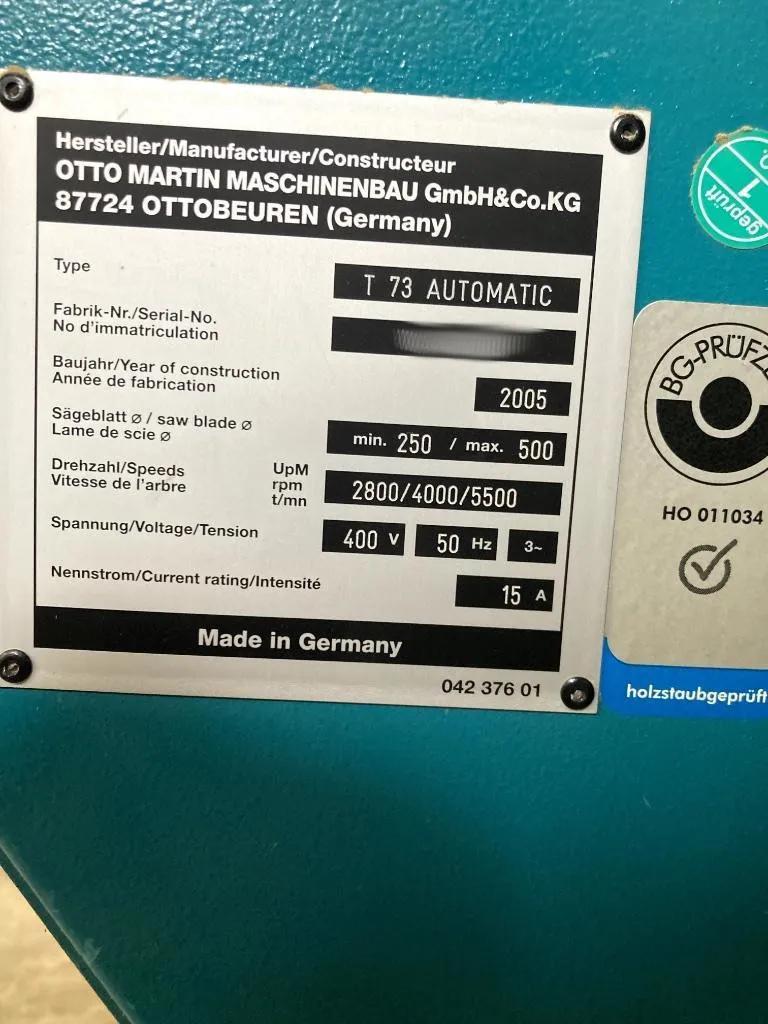 Hersteller/Manufacturer/Constructeur
OTTO MARTIN MASCHINENBAU GmbH&Co.KG
87724 OTTOBEUREN (Germany)
Type T 73 AUTOMATIC
Fabrik-Nr./Serial-No.
No d'immatriculation
Baujahr/Year of construction
Année de fabrication 2005
Sägeblatt ø / saw blade ø
Lame de scie ø min. 250 / max. 500
Drehzahl/Speeds UpM
Vitesse de l'arbre rpm 2800/4000/5500
t/mn
Spannung/Voltage/Tension 400 V 50 Hz 3~
Nennstrom/Current rating/Intensité 15 A
Made in Germany
042 376 01
geprüft
1
BG-PRÜFZ
HO 011034
holzstaubgeprüft